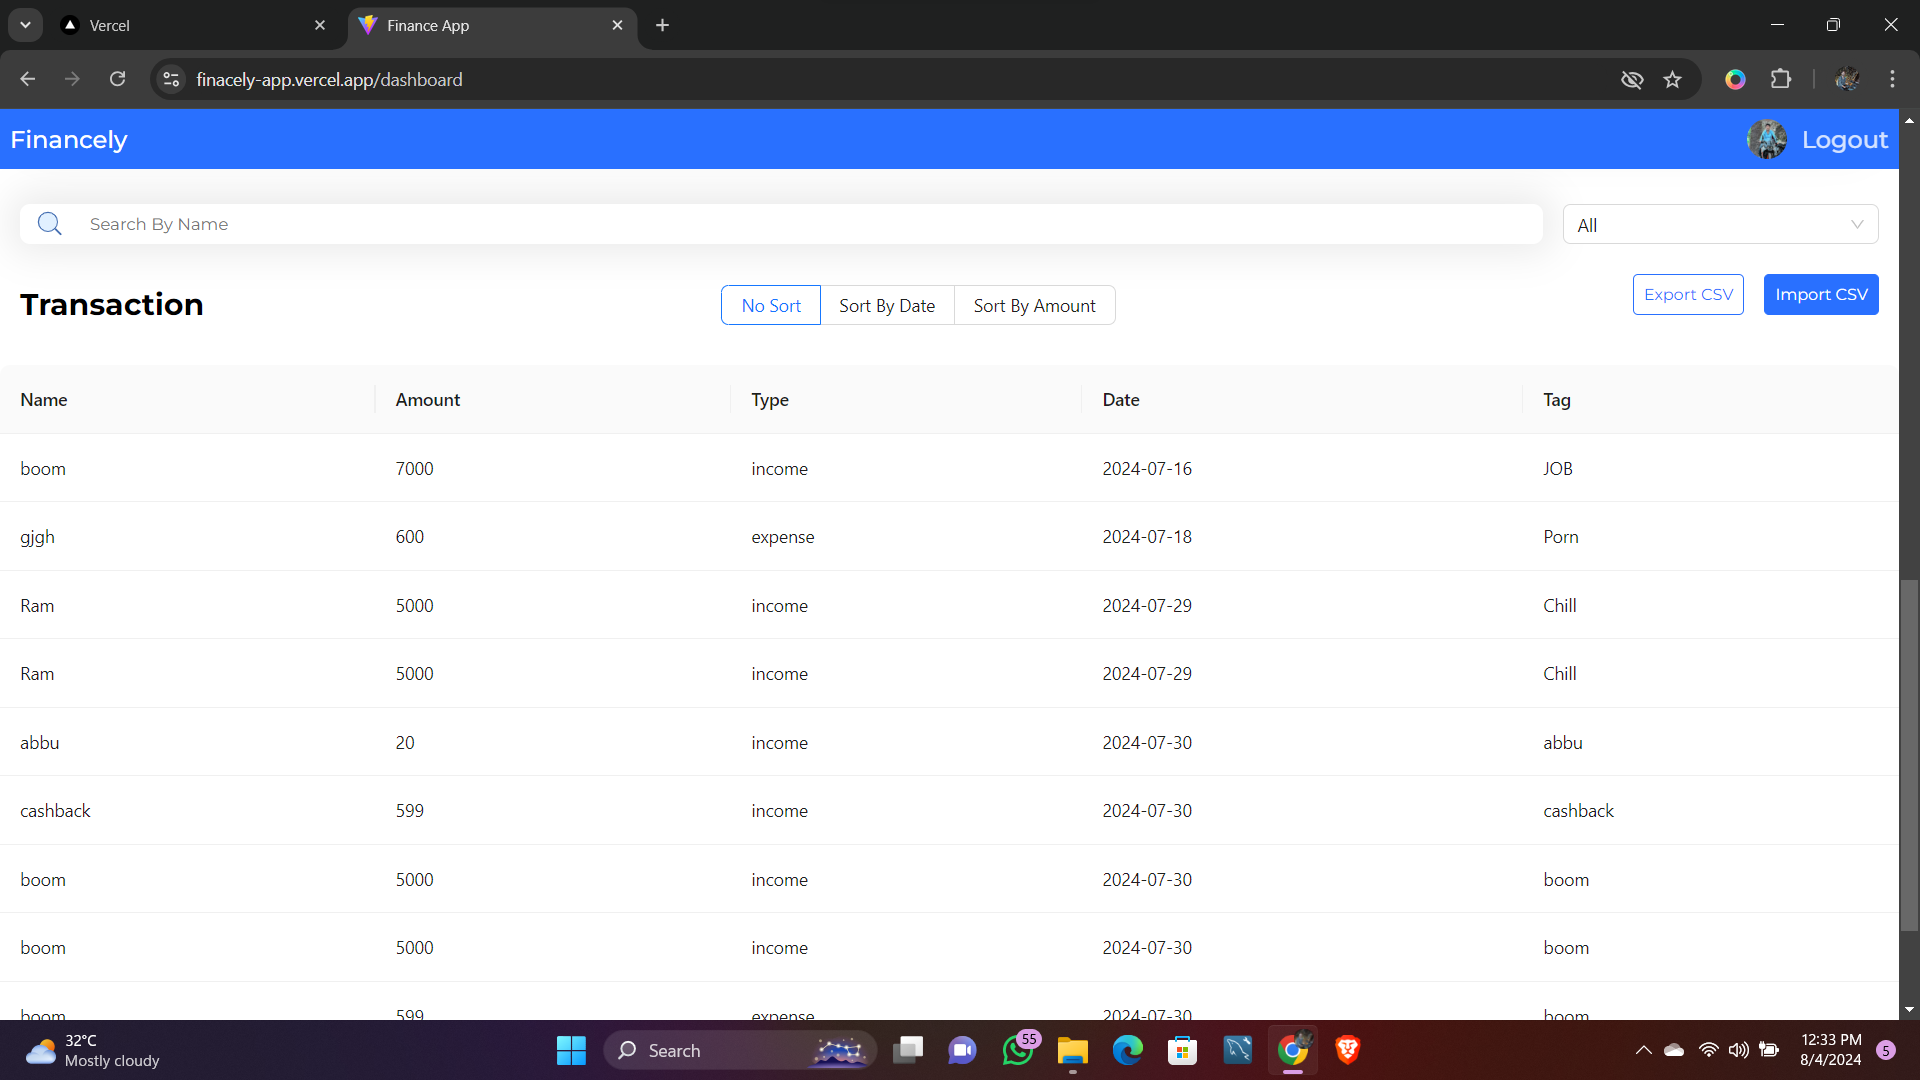 Vercel
Finance App
finacely-app.vercel.app/dashboard
Financely
Logout
Search By Name
All
Transaction
No Sort
Sort By Date
Sort By Amount
Export CSV
Import CSV
Name Amount Type Date Tag
boom 7000 income 2024-07-16 JOB
gjgh 600 expense 2024-07-18 Porn
Ram 5000 income 2024-07-29 Chill
Ram 5000 income 2024-07-29 Chill
abbu 20 income 2024-07-30 abbu
cashback 599 income 2024-07-30 cashback
boom 5000 income 2024-07-30 boom
boom 5000 income 2024-07-30 boom
boom 599 expense 2024-07-30 boom
32°C
Mostly cloudy
Search
55
12:33 PM
8/4/2024
5